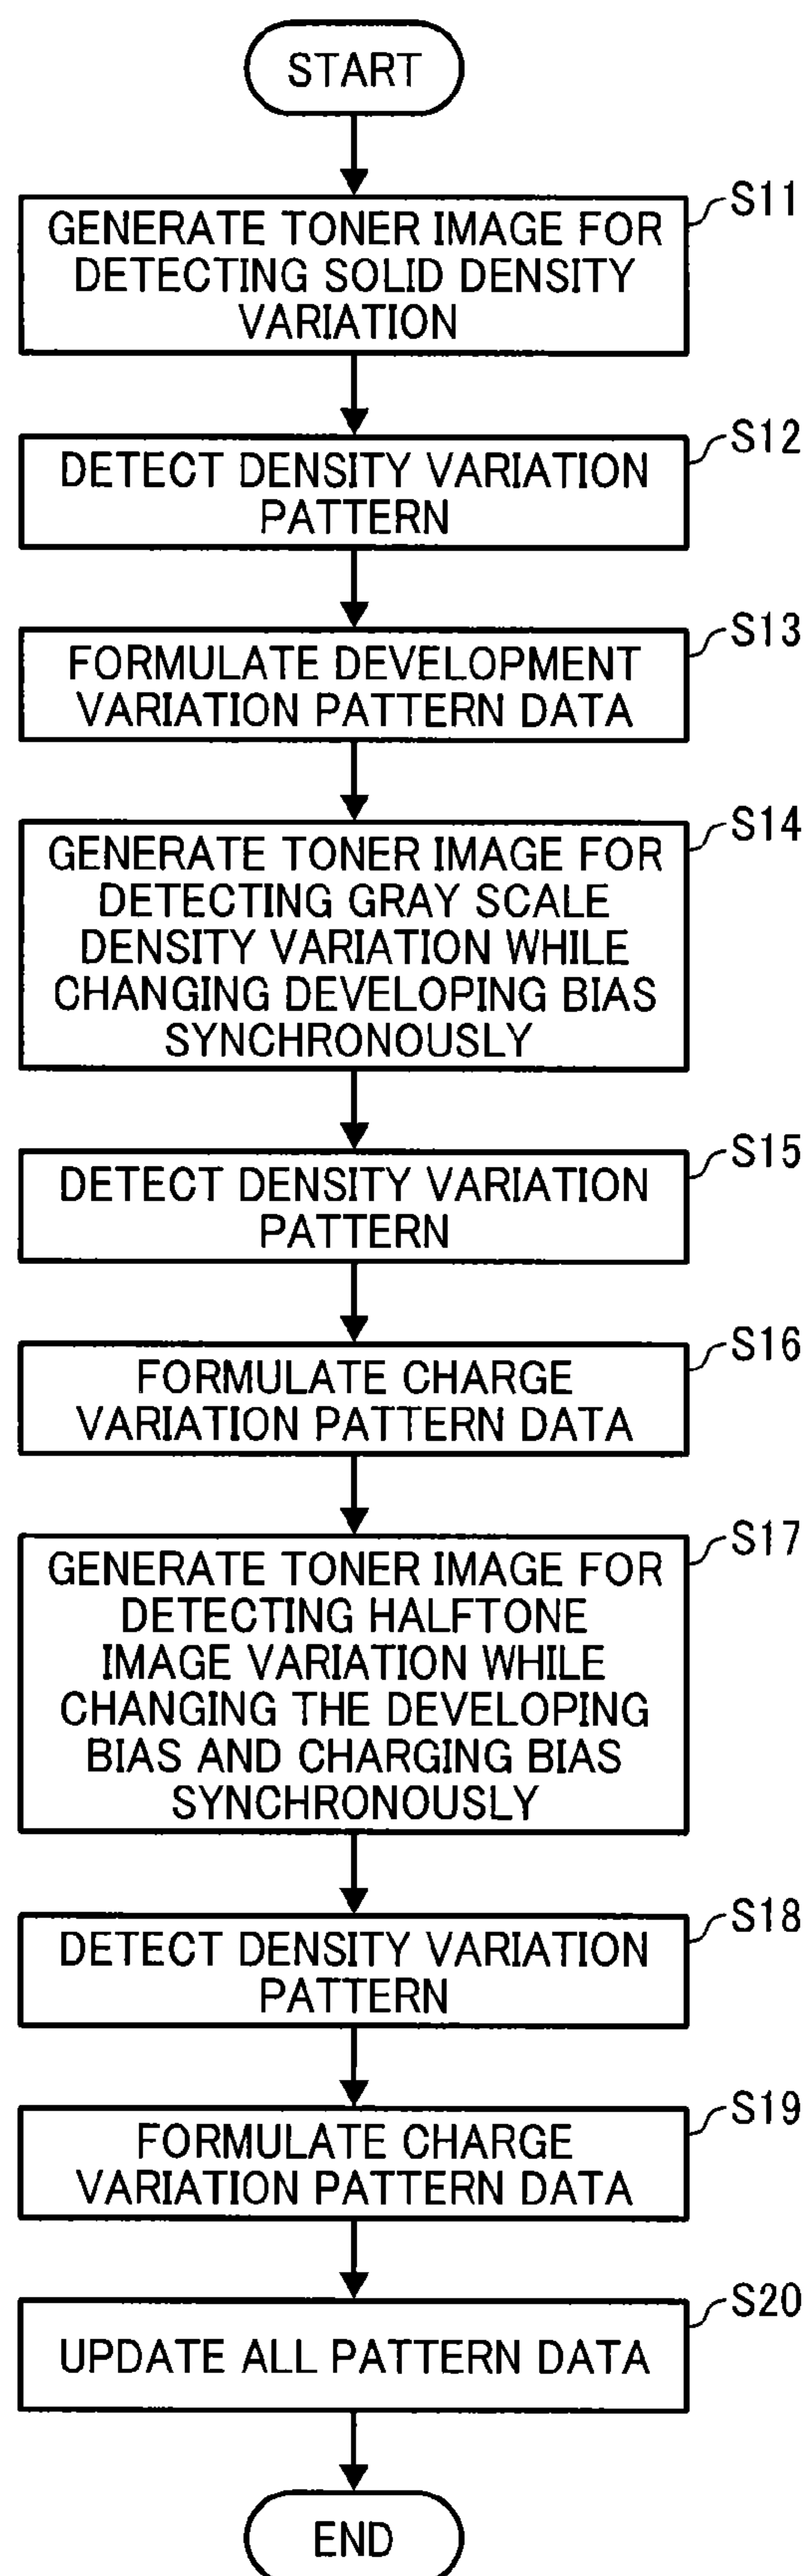 START
S11
GENERATE TONER IMAGE FOR
DETECTING SOLID DENSITY
VARIATION
S12
DETECT DENSITY VARIATION
PATTERN
S13
FORMULATE DEVELOPMENT
VARIATION PATTERN DATA
S14
GENERATE TONER IMAGE FOR
DETECTING GRAY SCALE
DENSITY VARIATION WHILE
CHANGING DEVELOPING BIAS
SYNCHRONOUSLY
S15
DETECT DENSITY VARIATION
PATTERN
S16
FORMULATE CHARGE
VARIATION PATTERN DATA
S17
GENERATE TONER IMAGE FOR
DETECTING HALFTONE
IMAGE VARIATION WHILE
CHANGING THE DEVELOPING
BIAS AND CHARGING BIAS
SYNCHRONOUSLY
S18
DETECT DENSITY VARIATION
PATTERN
S19
FORMULATE CHARGE
VARIATION PATTERN DATA
S20
UPDATE ALL PATTERN DATA
END